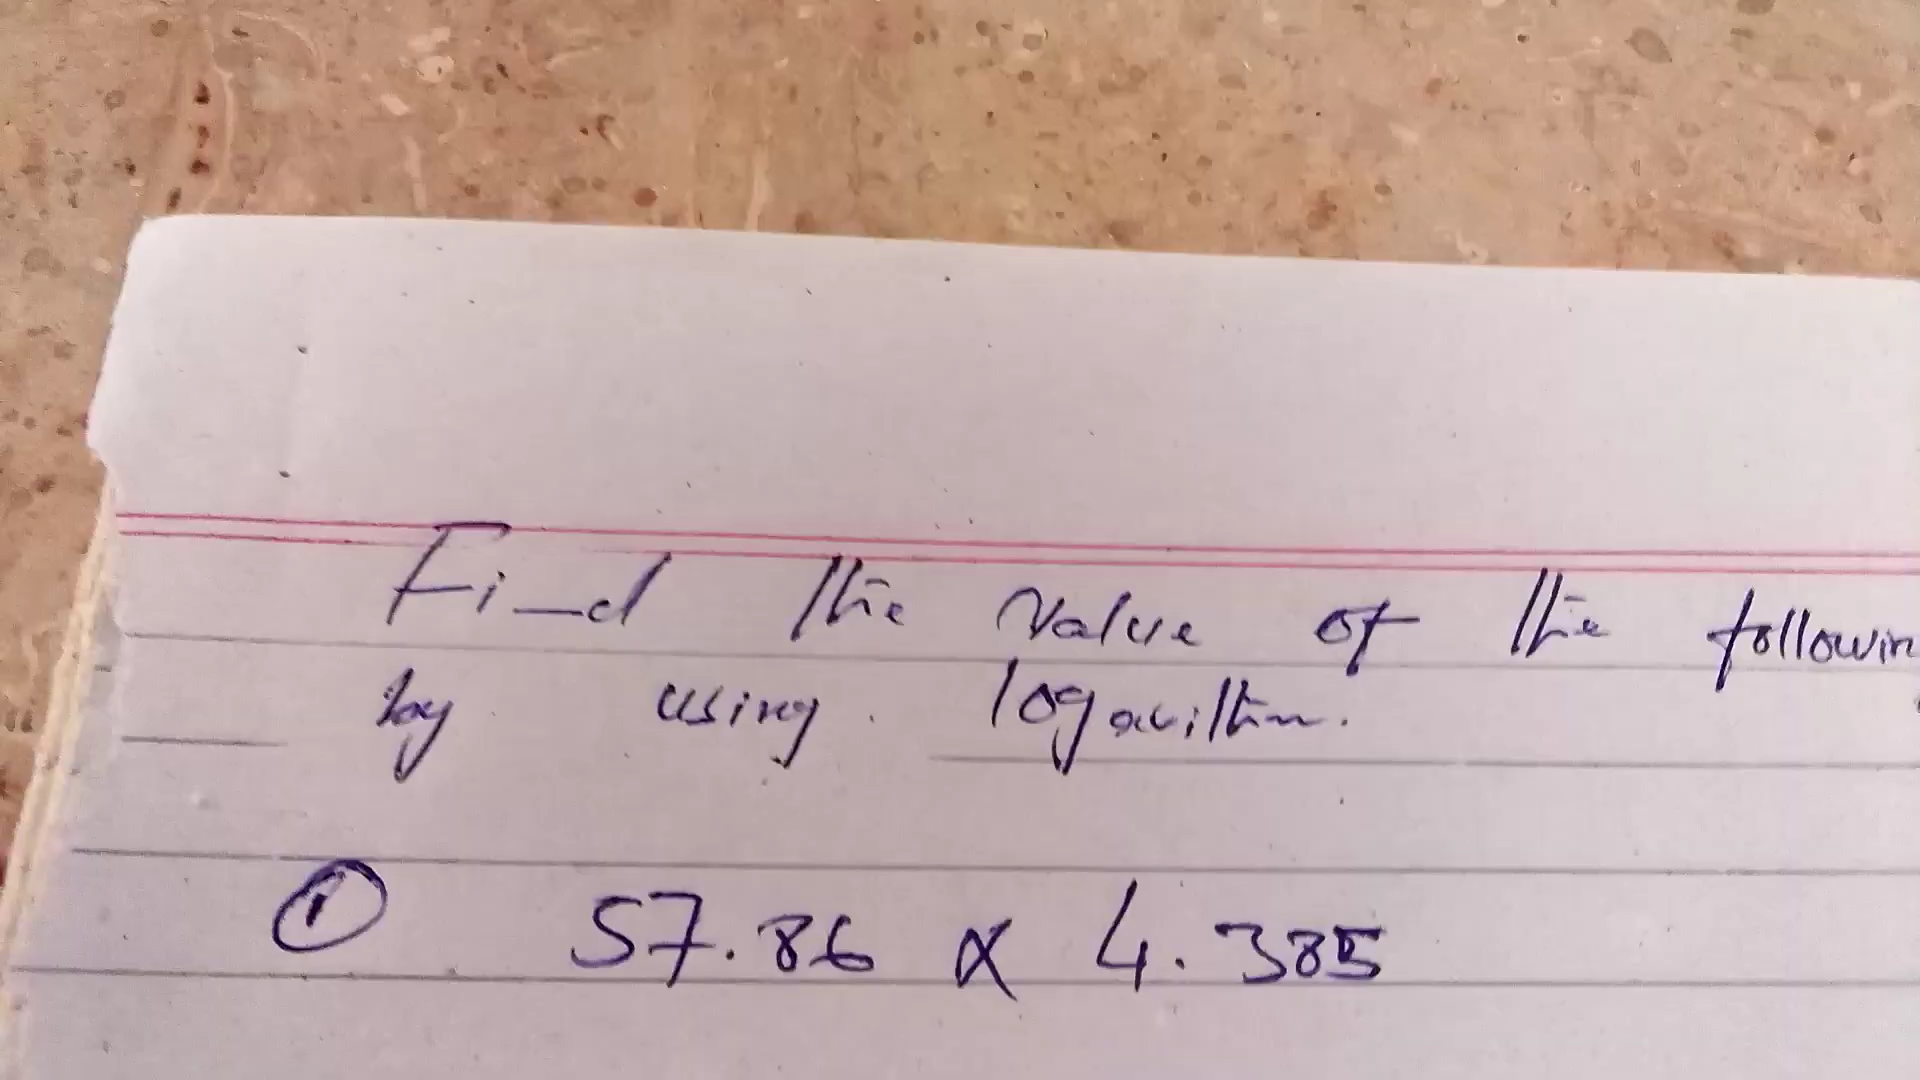 Find the value of the followin
by using logarithm.
① 57.86 x 4.385